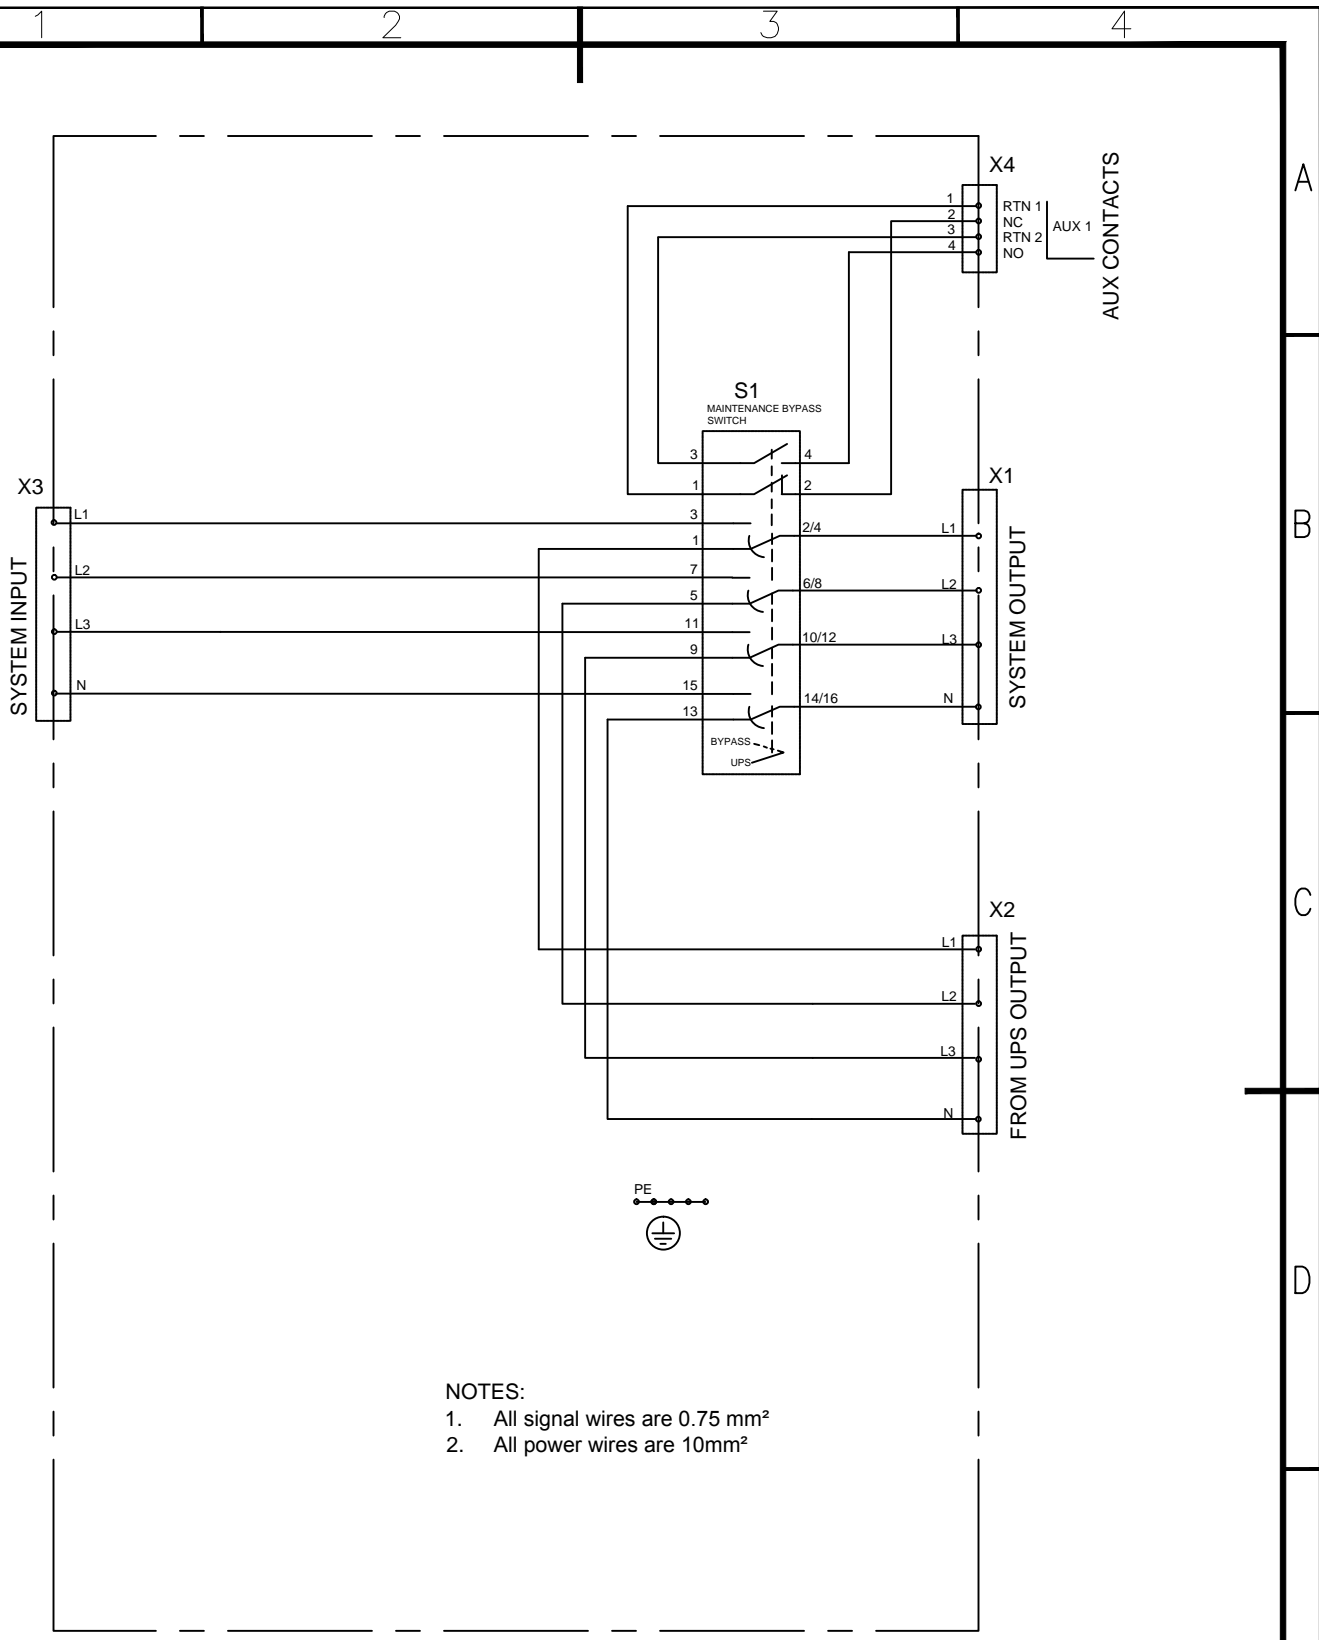 1 2 3 4
A
B
C
D
X4
1 RTN 1
2 NC
3 RTN 2
4 NO
AUX 1
AUX CONTACTS
S1
MAINTENANCE BYPASS
SWITCH
3 4
1 2
X3
SYSTEM INPUT
L1 3
1 2/4 L1
L2 7
5 6/8 L2
L3 11
9 10/12 L3
N 15
13 14/16 N
BYPASS
UPS
X1
SYSTEM OUTPUT
X2
L1
L2
L3
N
FROM UPS OUTPUT
PE
NOTES:
1. All signal wires are 0.75 mm²
2. All power wires are 10mm²